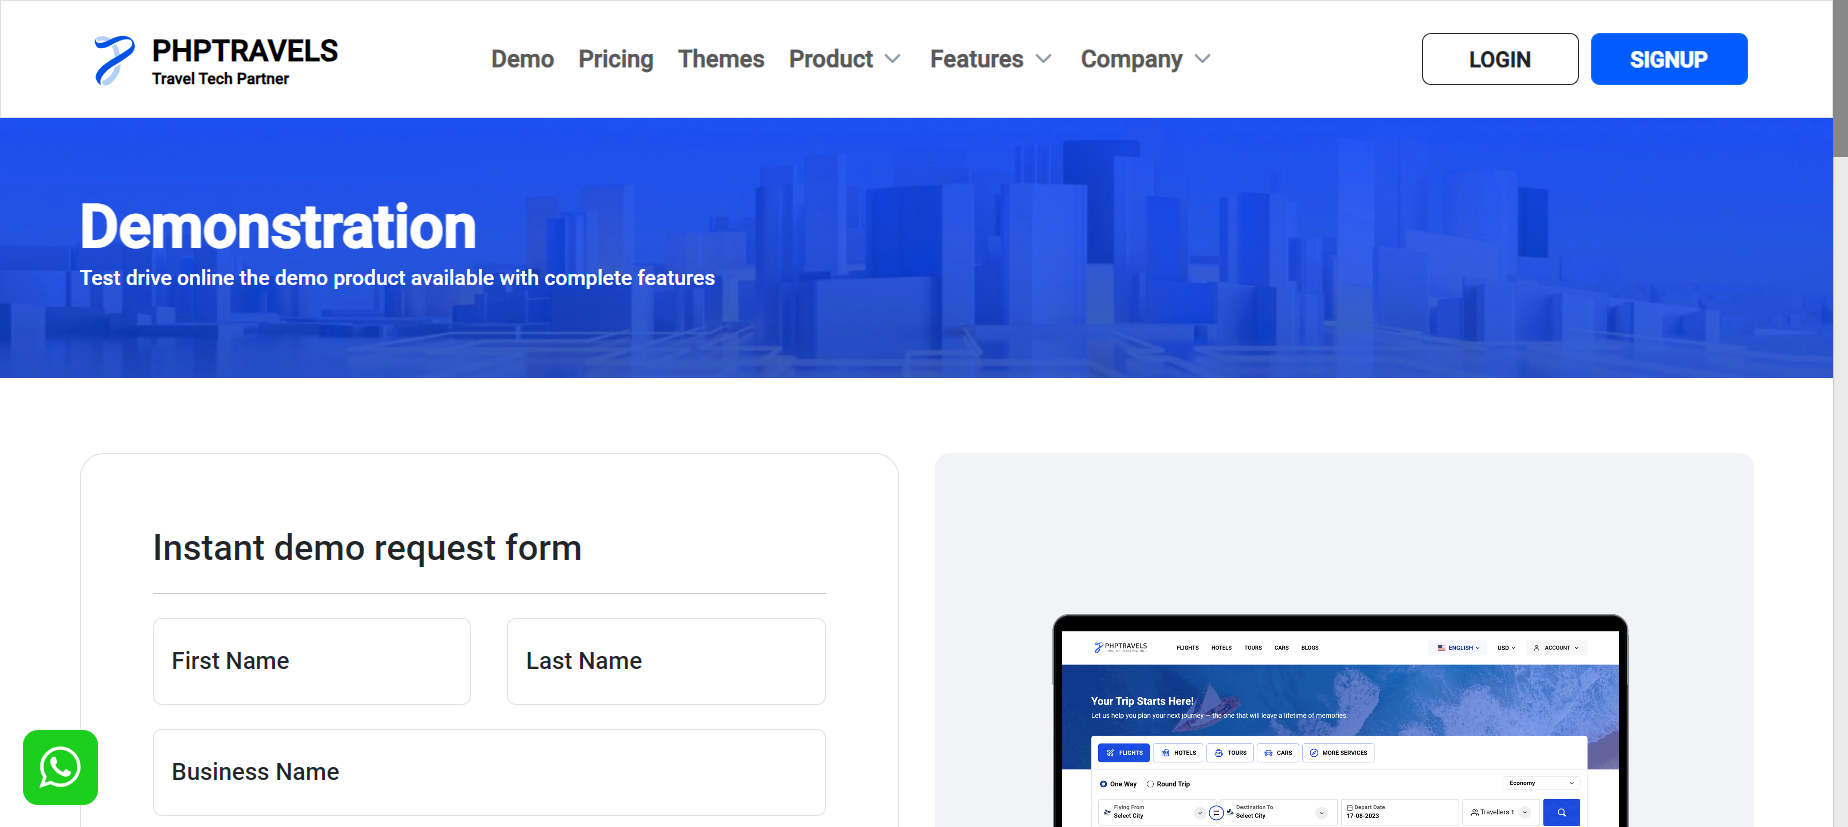 PHPTRAVELS
Travel Tech Partner
Demo Pricing Themes Product Features Company
LOGIN SIGNUP
Demonstration
Test drive online the demo product available with complete features
Instant demo request form
First Name Last Name
Business Name
PHPTRAVELS
FLIGHTS HOTELS TOURS CARS BLOGS ENGLISH USD ACCOUNT
Your Trip Starts Here!
Let us help you plan your next journey — the one that will leave a lifetime of memories.
FLIGHTS HOTELS TOURS CARS MORE SERVICES
One Way Round Trip Economy
Flying From Destination To Depart Date
Select City Select City 17-08-2023 Travellers 1